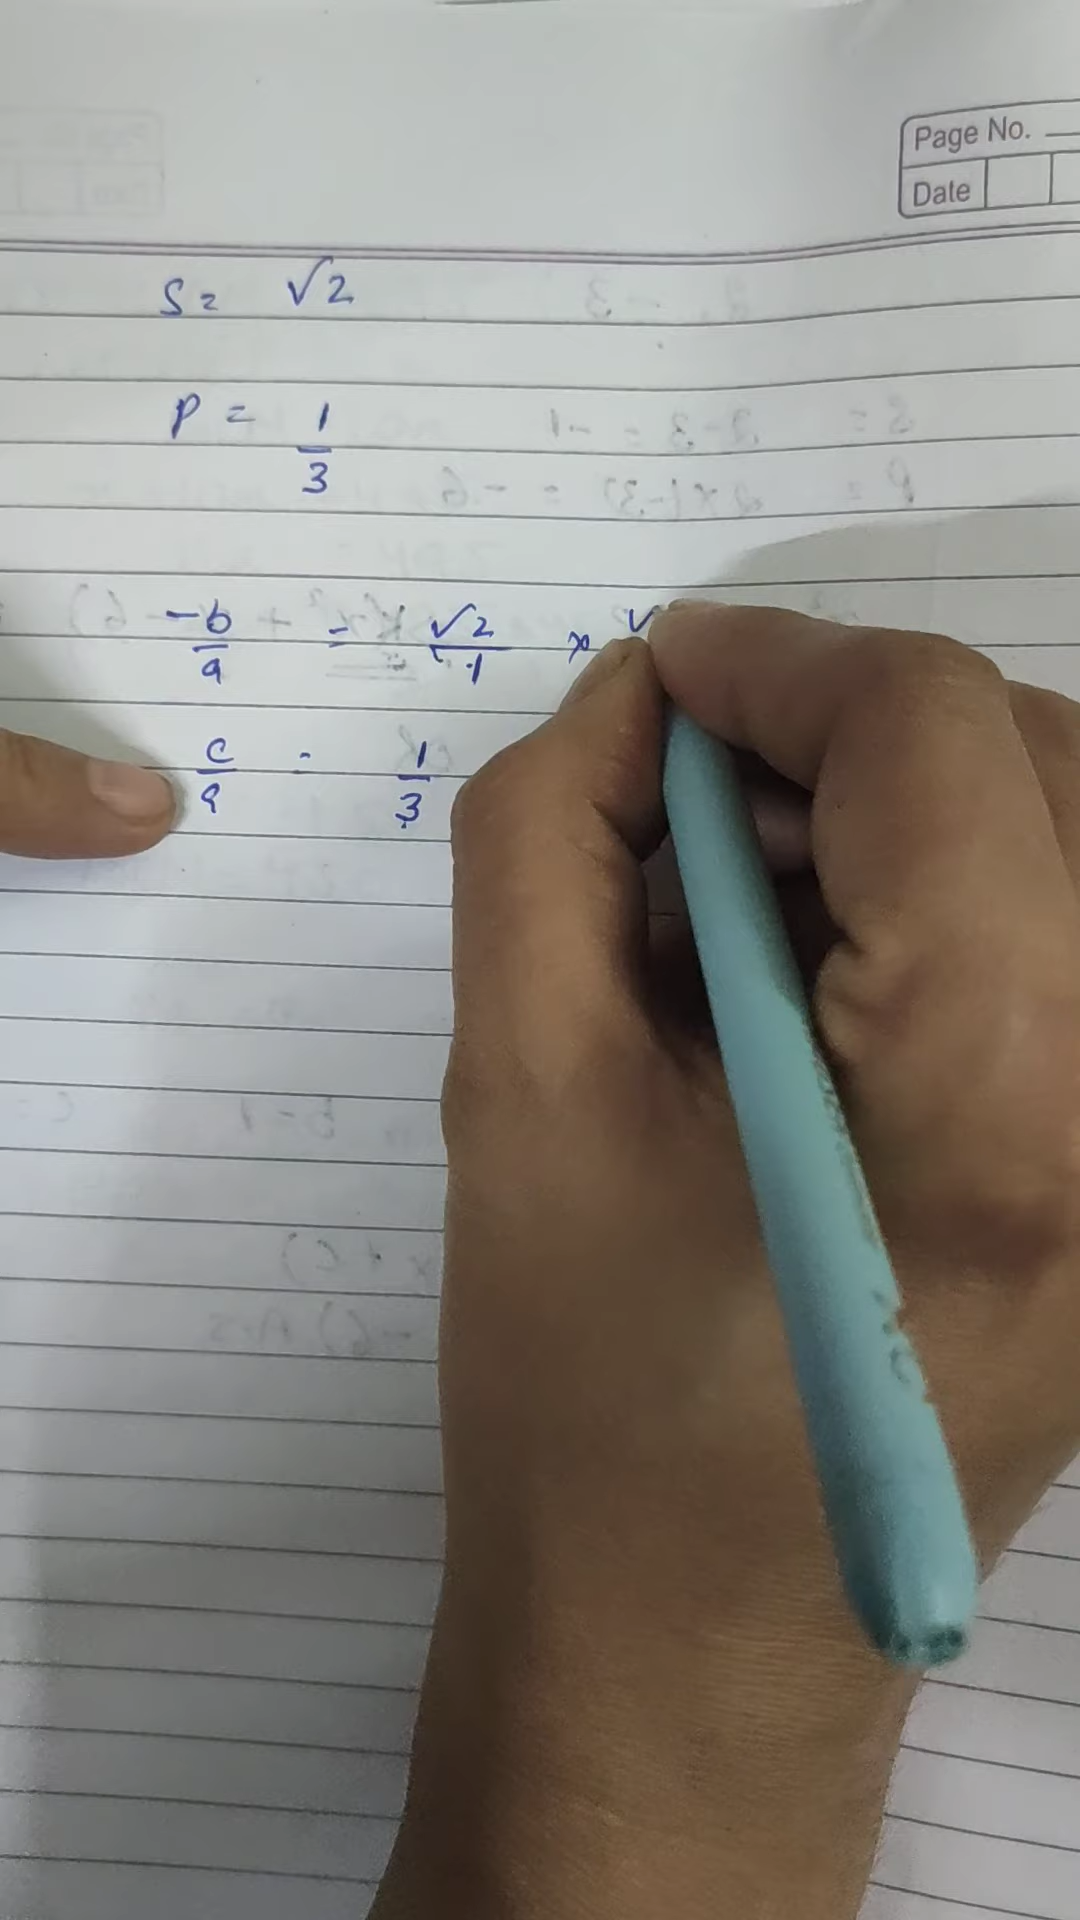 Page No.
Date
S = √2
P = 1/3
-b/a = √2/1 × √
c/a = 1/3